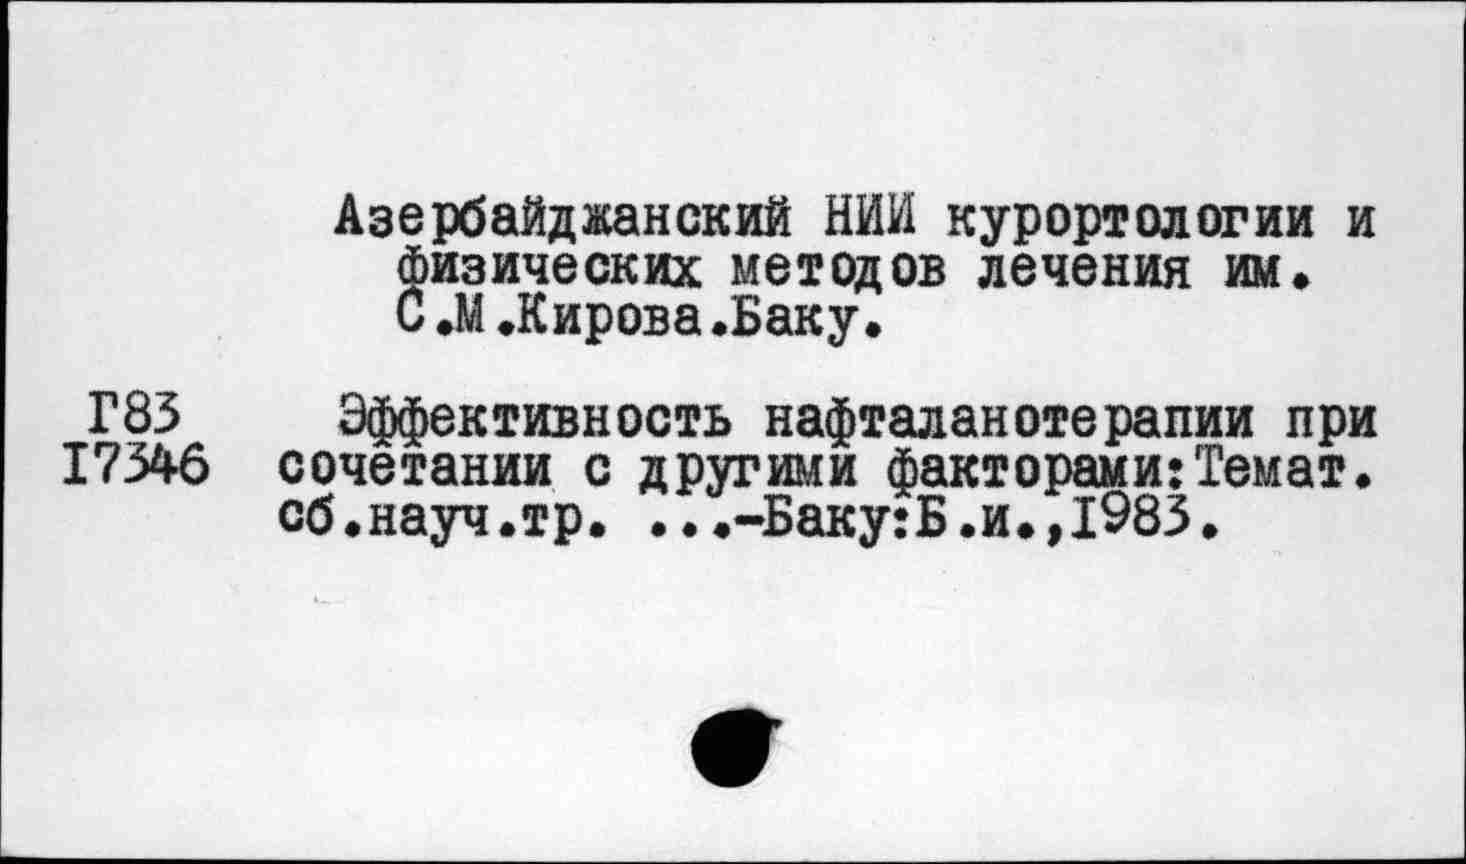 Азербайджанский НИИ курортологии и
физических методов лечения им.
С.М.Кирова.Баку.
Г83 Эффективность нафталанотерапии при
17346 сочетании с другими факторами:Темат.
сб.науч.тр. ...-Баку:Б.и.,1983.